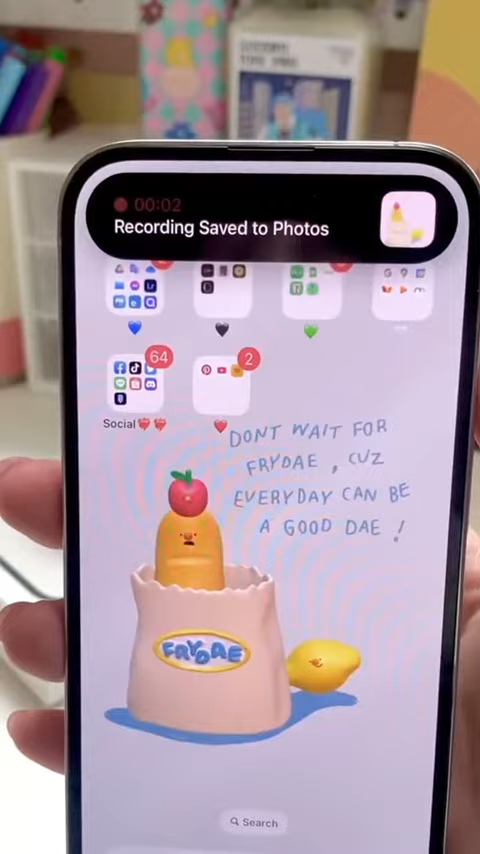 00:02
Recording Saved to Photos
64
2
Social
DONT WAIT FOR
FRYDAE , CUZ
EVERYDAY CAN BE
A GOOD DAE !
FRYDAE
Search